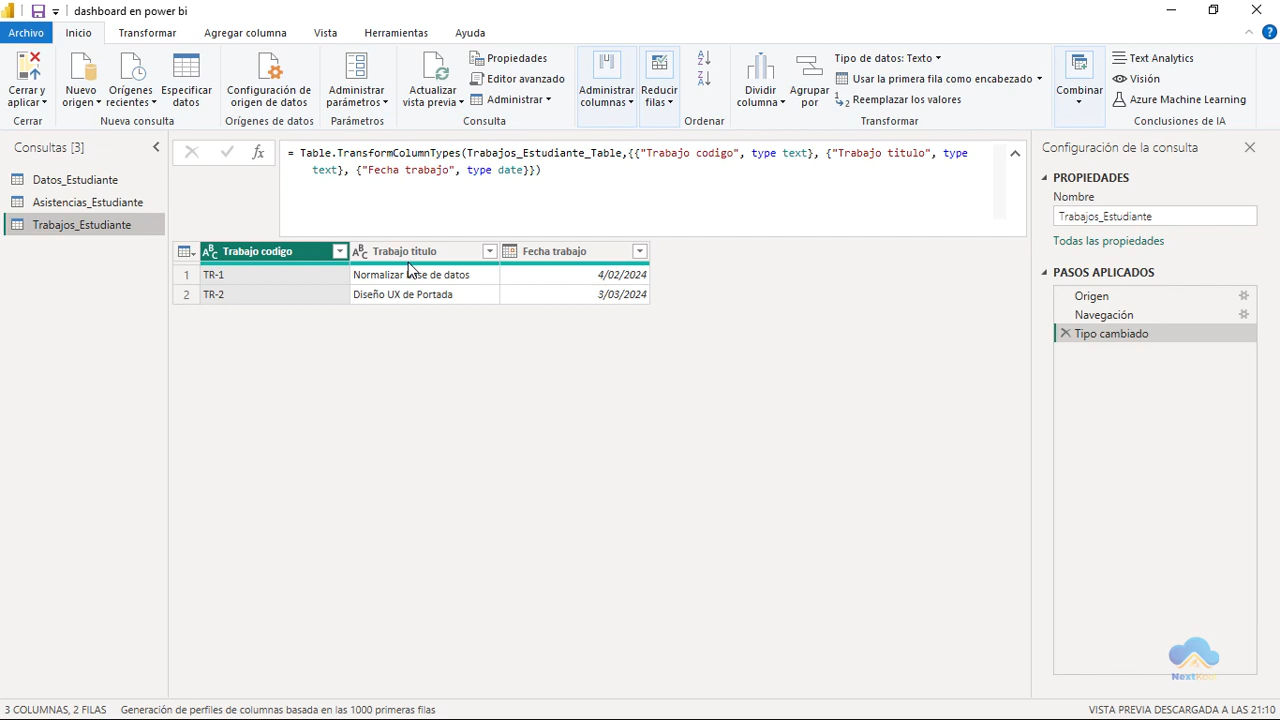 dashboard en power bi
Archivo Inicio Transformar Agregar columna Vista Herramientas Ayuda
Cerrar y aplicar
Cerrar
Nuevo origen
Orígenes recientes
Especificar datos
Nueva consulta
Configuración de origen de datos
Orígenes de datos
Administrar parámetros
Parámetros
Actualizar vista previa
Propiedades
Editor avanzado
Administrar
Consulta
Administrar columnas
Reducir filas
Ordenar
Dividir columna
Agrupar por
Tipo de datos: Texto
Usar la primera fila como encabezado
1 2 Reemplazar los valores
Transformar
Combinar
Text Analytics
Visión
Azure Machine Learning
Conclusiones de IA
Consultas [3]
Datos_Estudiante
Asistencias_Estudiante
Trabajos_Estudiante
fx
= Table.TransformColumnTypes(Trabajos_Estudiante_Table,{{"Trabajo codigo", type text}, {"Trabajo titulo", type
text}, {"Fecha trabajo", type date}})
ABC Trabajo codigo ABC Trabajo titulo Fecha trabajo
1 TR-1 Normalizar base de datos 4/02/2024
2 TR-2 Diseño UX de Portada 3/03/2024
Configuración de la consulta
PROPIEDADES
Nombre
Trabajos_Estudiante
Todas las propiedades
PASOS APLICADOS
Origen
Navegación
Tipo cambiado
3 COLUMNAS, 2 FILAS Generación de perfiles de columnas basada en las 1000 primeras filas
VISTA PREVIA DESCARGADA A LAS 21:10